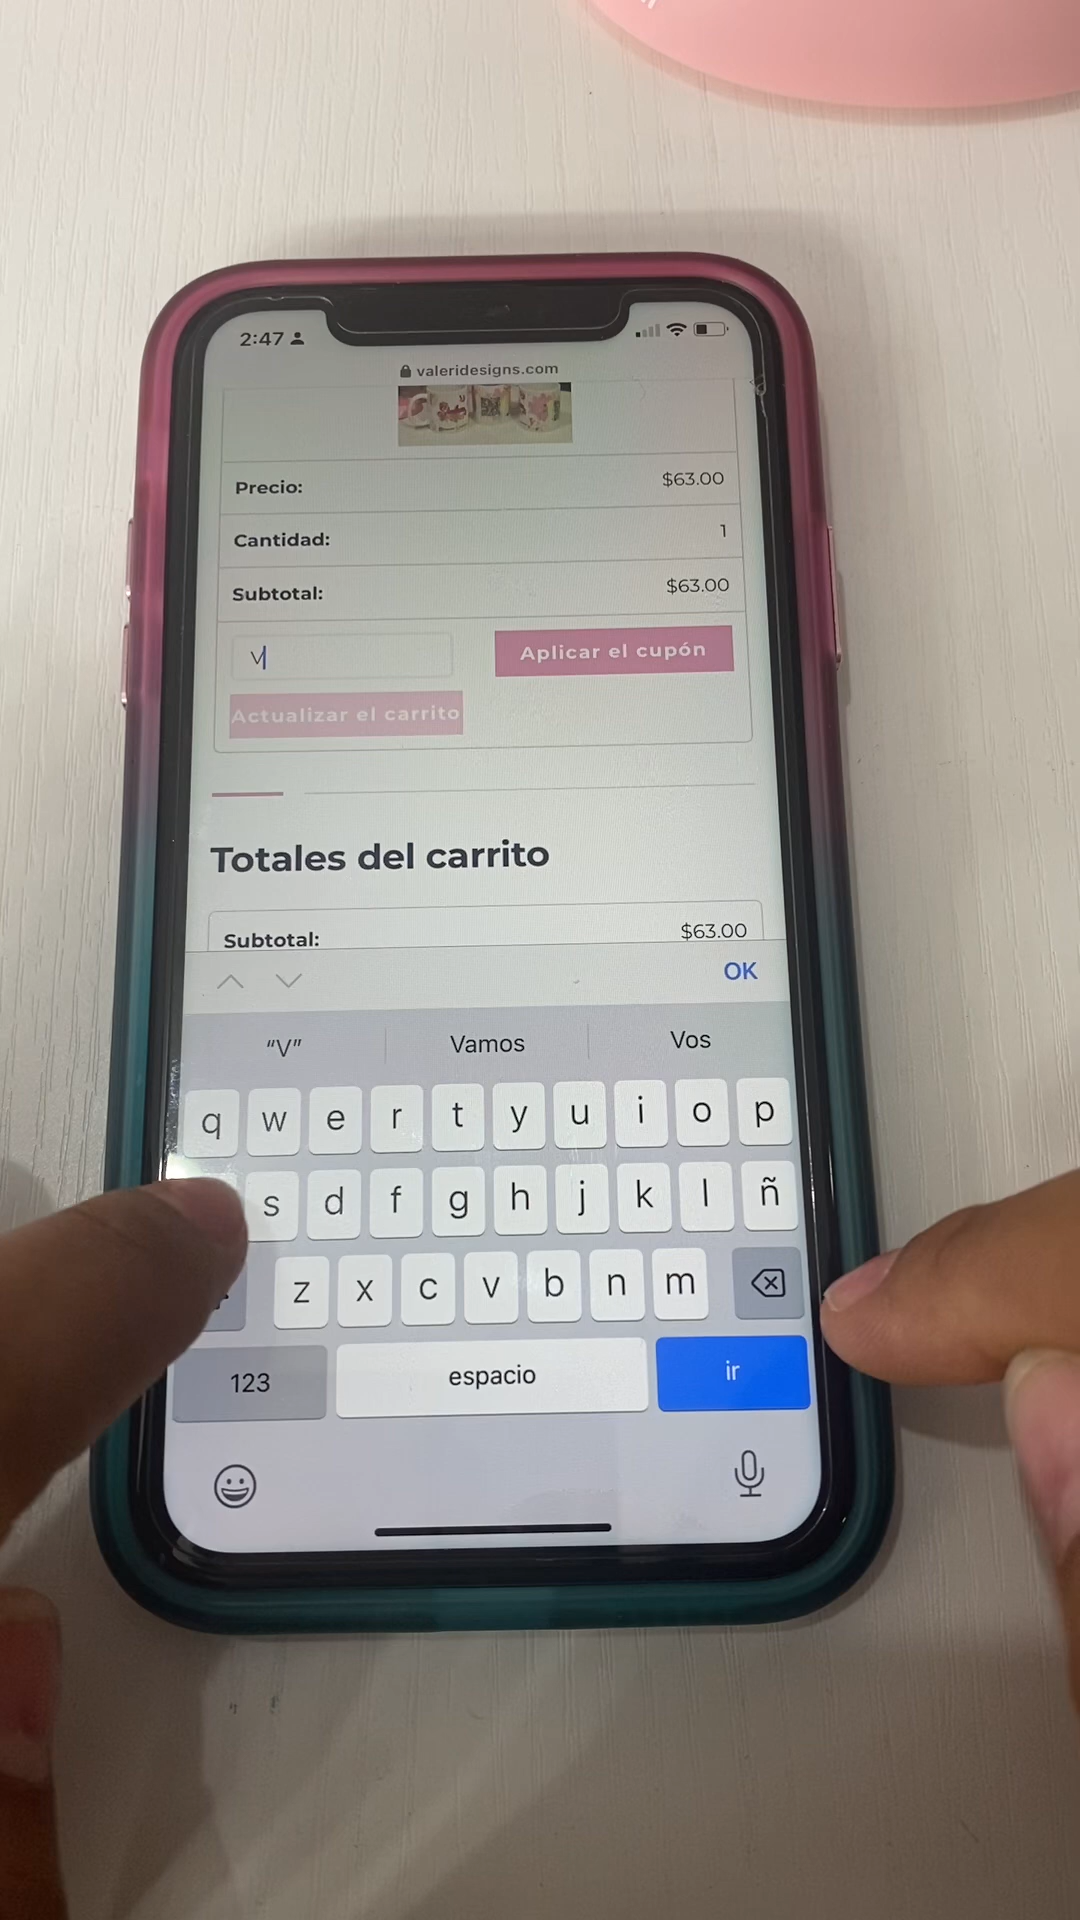 2:47
valeridesigns.com
Precio: $63.00
Cantidad: 1
Subtotal: $63.00
V Aplicar el cupón
Actualizar el carrito
Totales del carrito
Subtotal: $63.00
OK
“V” Vamos Vos
q w e r t y u i o p
s d f g h j k l ñ
z x c v b n m
123 espacio ir